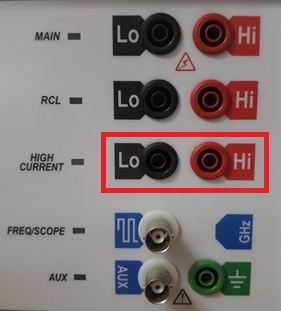 MAIN Lo Hi
RCL Lo Hi
HIGH
CURRENT Lo Hi
FREQ/SCOPE GHz
AUX AUX